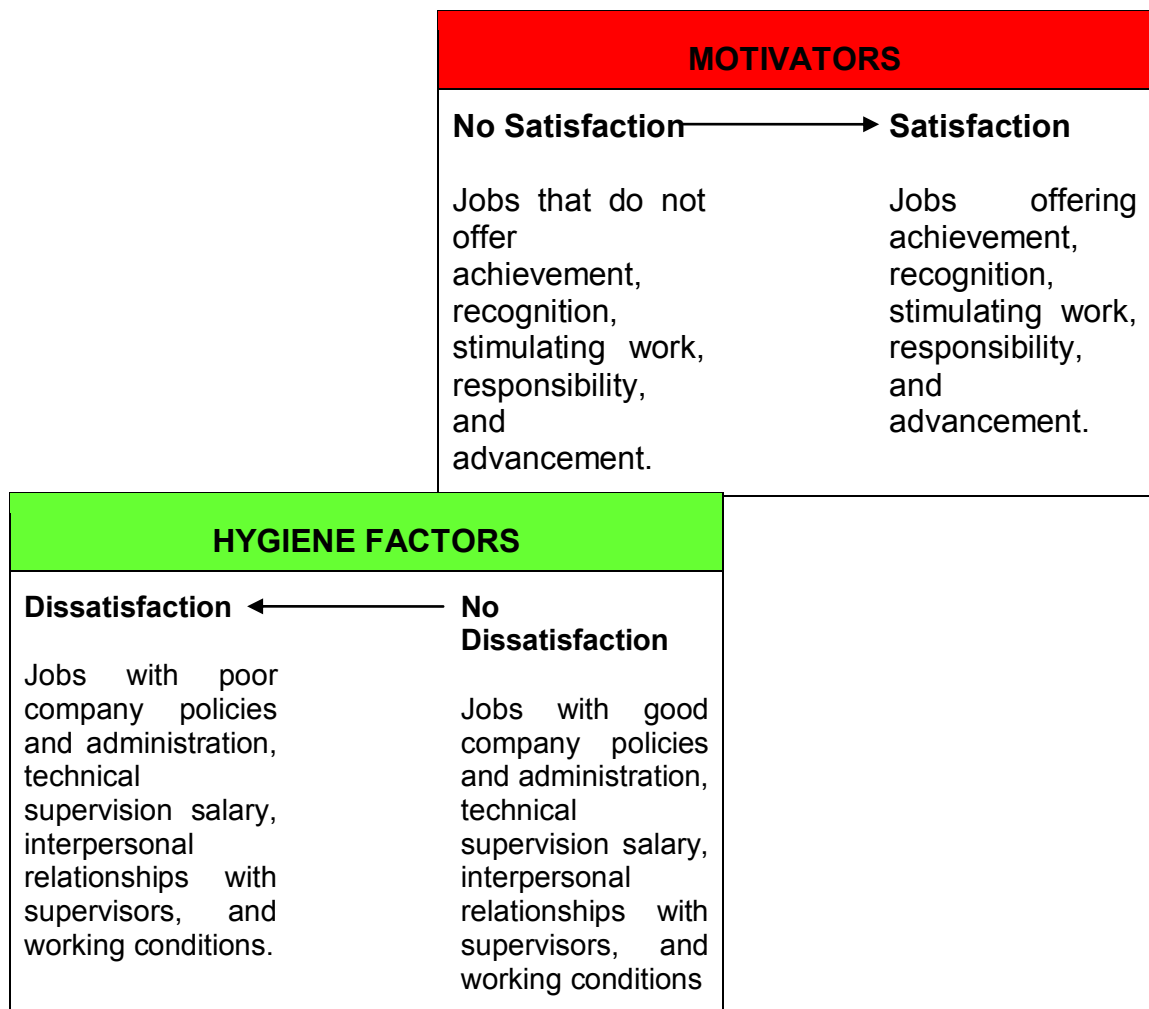 MOTIVATORS
No Satisfaction
Jobs that do not
offer
achievement,
recognition,
stimulating work,
responsibility,
and
advancement.
Satisfaction
Jobs offering
achievement,
recognition,
stimulating work,
responsibility,
and
advancement.
HYGIENE FACTORS
Dissatisfaction
Jobs with poor
company policies
and administration,
technical
supervision salary,
interpersonal
relationships with
supervisors, and
working conditions.
No
Dissatisfaction
Jobs with good
company policies
and administration,
technical
supervision salary,
interpersonal
relationships with
supervisors, and
working conditions